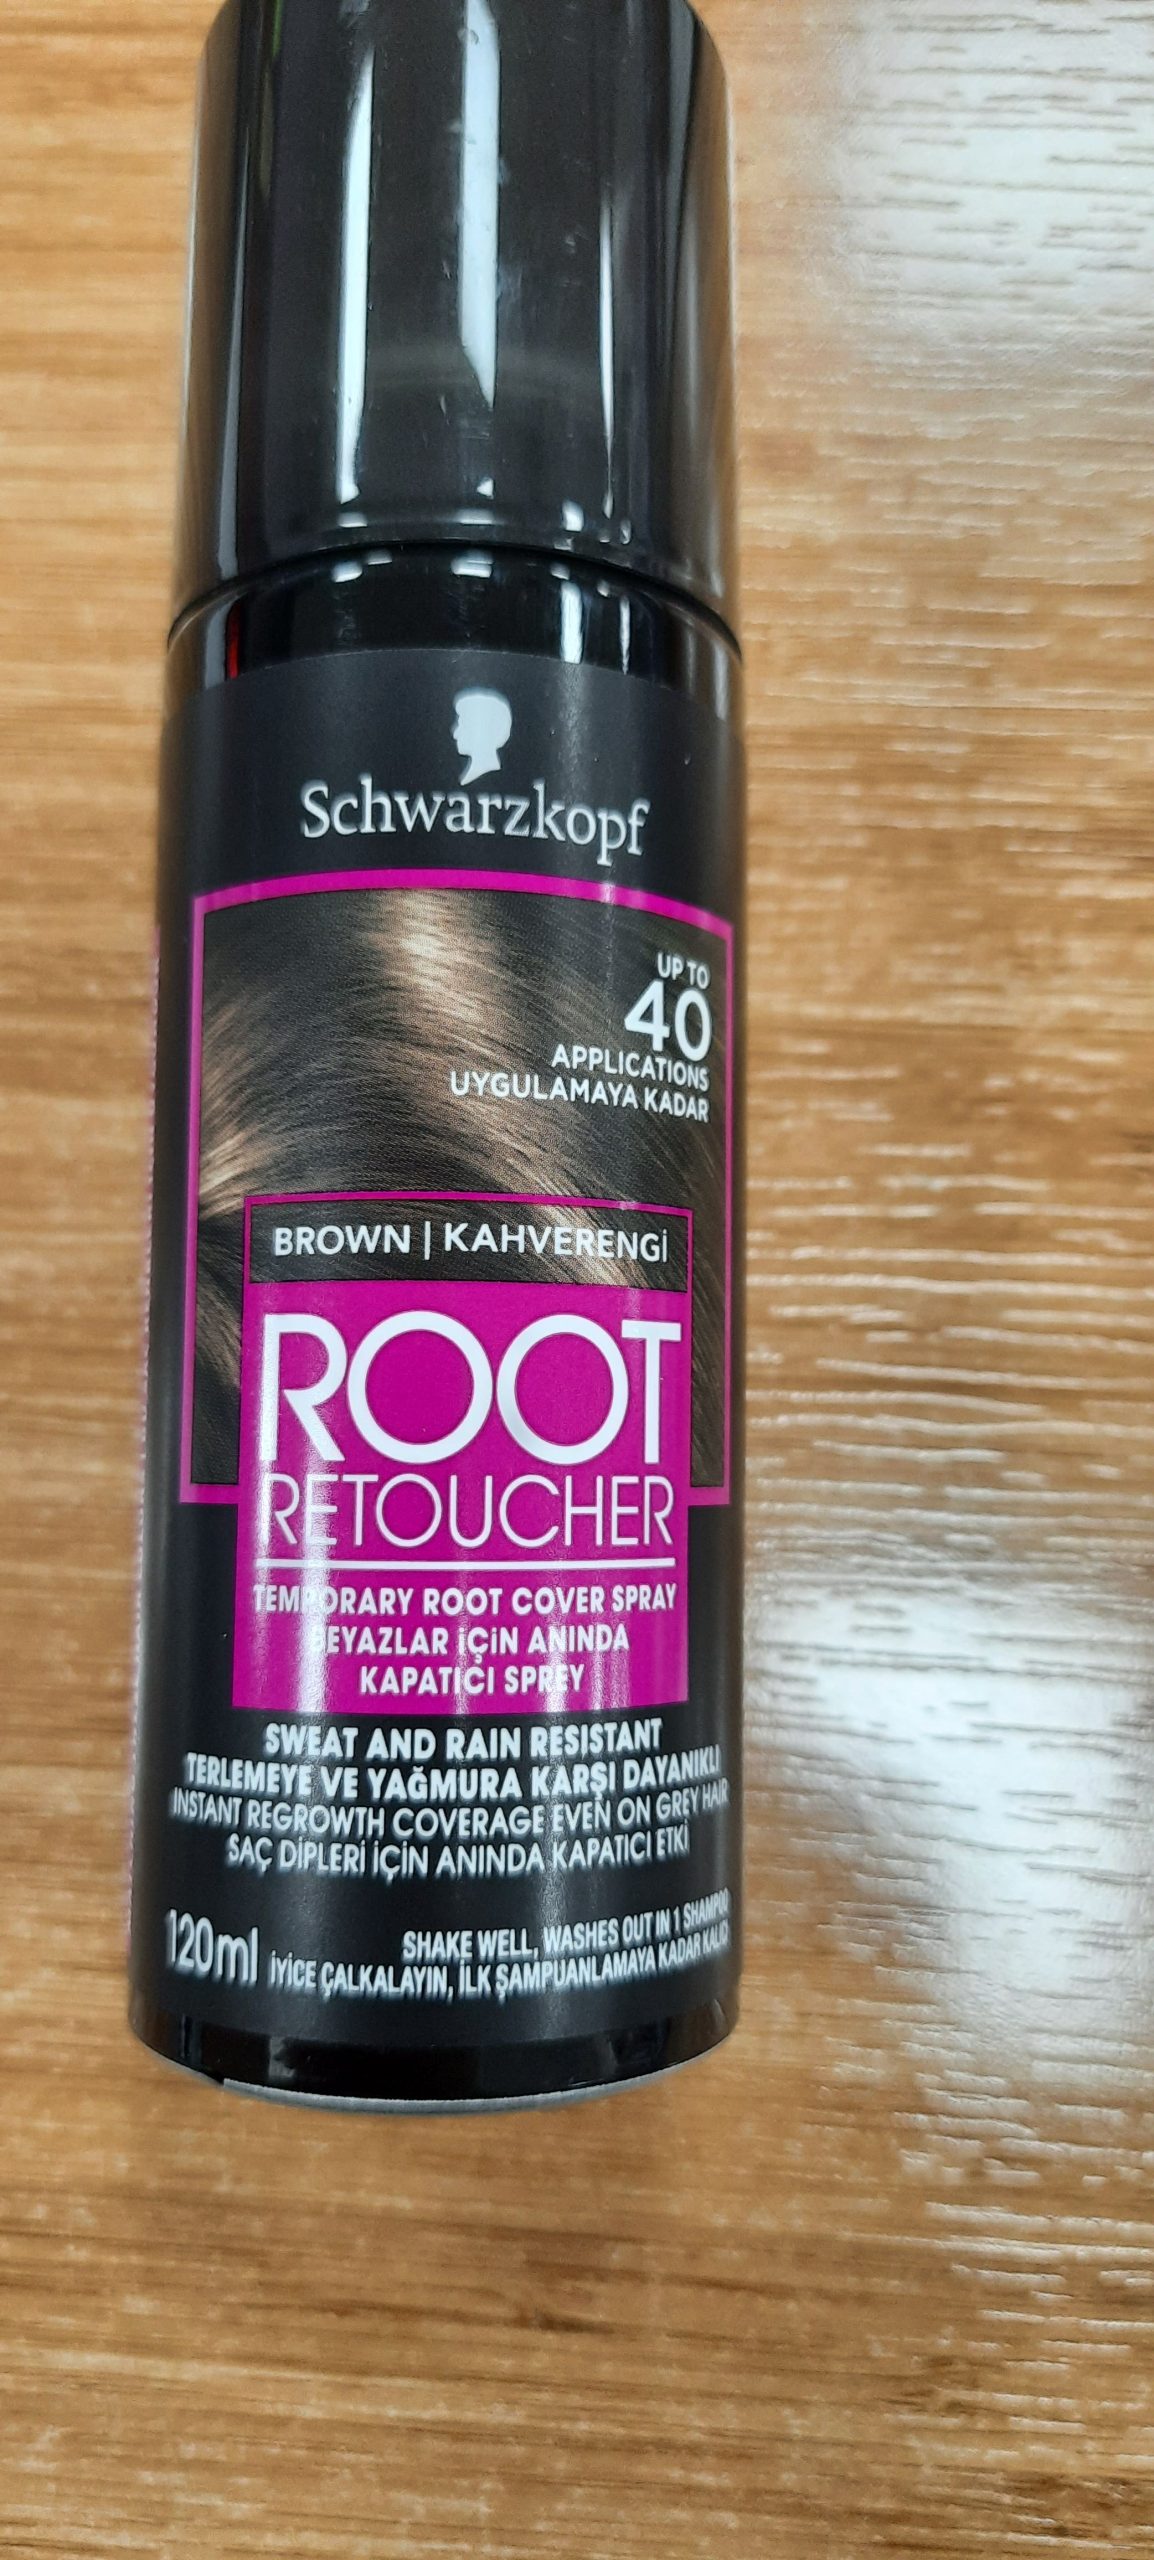 Schwarzkopf
UP TO
40
APPLICATIONS
UYGULAMAYA KADAR
BROWN | KAHVERENGİ
ROOT
RETOUCHER
TEMPORARY ROOT COVER SPRAY
BEYAZLAR İÇİN ANINDA
KAPATICI SPREY
SWEAT AND RAIN RESISTANT
TERLEMEYE VE YAĞMURA KARŞI DAYANIKLI
INSTANT REGROWTH COVERAGE EVEN ON GREY HAIR
SAÇ DİPLERİ İÇİN ANINDA KAPATICI ETKİ
120ml
SHAKE WELL, WASHES OUT IN 1 SHAMPOO
İYİCE ÇALKALAYIN, İLK ŞAMPUANLAMAYA KADAR KALICI